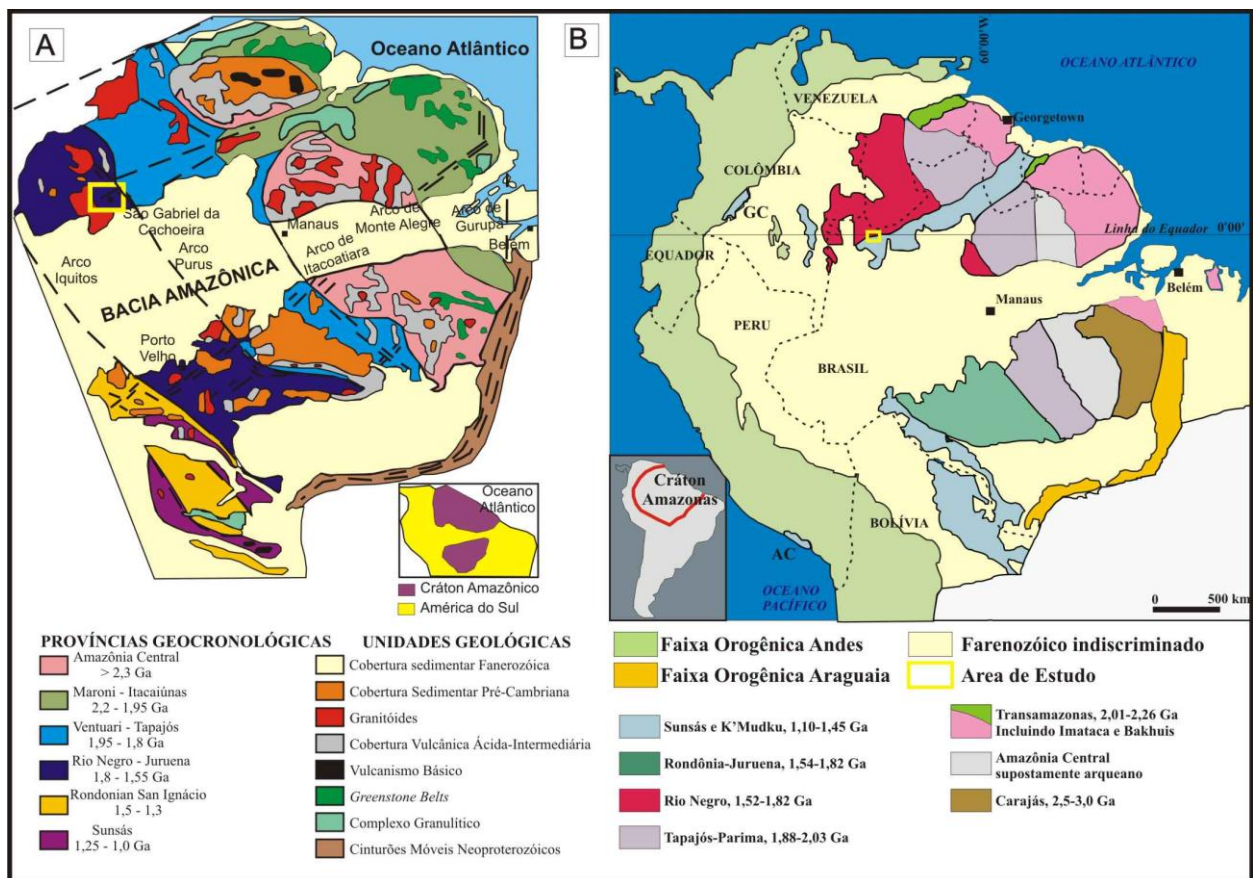 A
Oceano Atlântico
São Gabriel da
Cachoeira
Manaus
Arco de
Monte Alegre
Arco de
Gurupá
Belém
Arco de
Itacoatiara
Arco
Purus
Arco
Iquitos
BACIA AMAZÔNICA
Porto
Velho
Oceano
Atlântico
Cráton Amazônico
América do Sul
PROVÍNCIAS GEOCRONOLÓGICAS
Amazônia Central
> 2,3 Ga
Maroni - Itacaiúnas
2,2 - 1,95 Ga
Ventuari - Tapajós
1,95 - 1,8 Ga
Rio Negro - Juruena
1,8 - 1,55 Ga
Rondonian San Ignácio
1,5 - 1,3
Sunsás
1,25 - 1,0 Ga
UNIDADES GEOLÓGICAS
Cobertura sedimentar Fanerozóica
Cobertura Sedimentar Pré-Cambriana
Granitóides
Cobertura Vulcânica Ácida-Intermediária
Vulcanismo Básico
Greenstone Belts
Complexo Granulítico
Cinturões Móveis Neoproterozóicos
B
60°00'W
OCEANO ATLÂNTICO
VENEZUELA
Georgetown
COLÔMBIA
GC
Linha do Equador
0°00'
EQUADOR
Belém
Manaus
PERU
BRASIL
Cráton
Amazonas
BOLÍVIA
AC
OCEANO
PACÍFICO
0
500 km
Faixa Orogênica Andes
Faixa Orogênica Araguaia
Farenozóico indiscriminado
Area de Estudo
Sunsás e K'Mudku, 1,10-1,45 Ga
Rondônia-Juruena, 1,54-1,82 Ga
Rio Negro, 1,52-1,82 Ga
Tapajós-Parima, 1,88-2,03 Ga
Transamazonas, 2,01-2,26 Ga
Incluindo Imataca e Bakhuis
Amazônia Central
supostamente arqueano
Carajás, 2,5-3,0 Ga